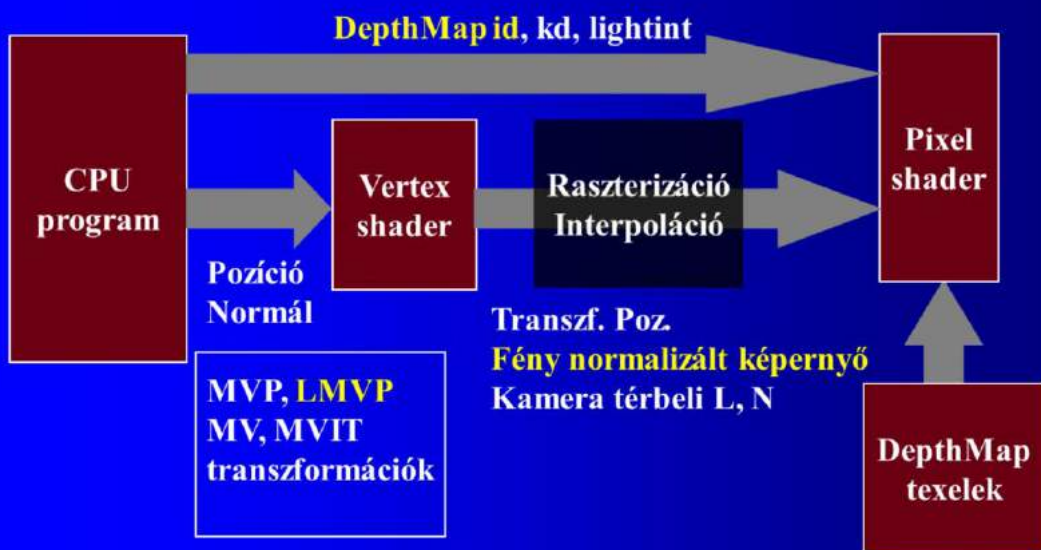 DepthMap id, kd, lightint
CPU
program
Vertex
shader
Raszterizáció
Interpoláció
Pixel
shader
Pozíció
Normál
MVP, LMVP
MV, MVIT
transzformációk
Transzf. Poz.
Fény normalizált képernyő
Kamera térbeli L, N
DepthMap
texelek